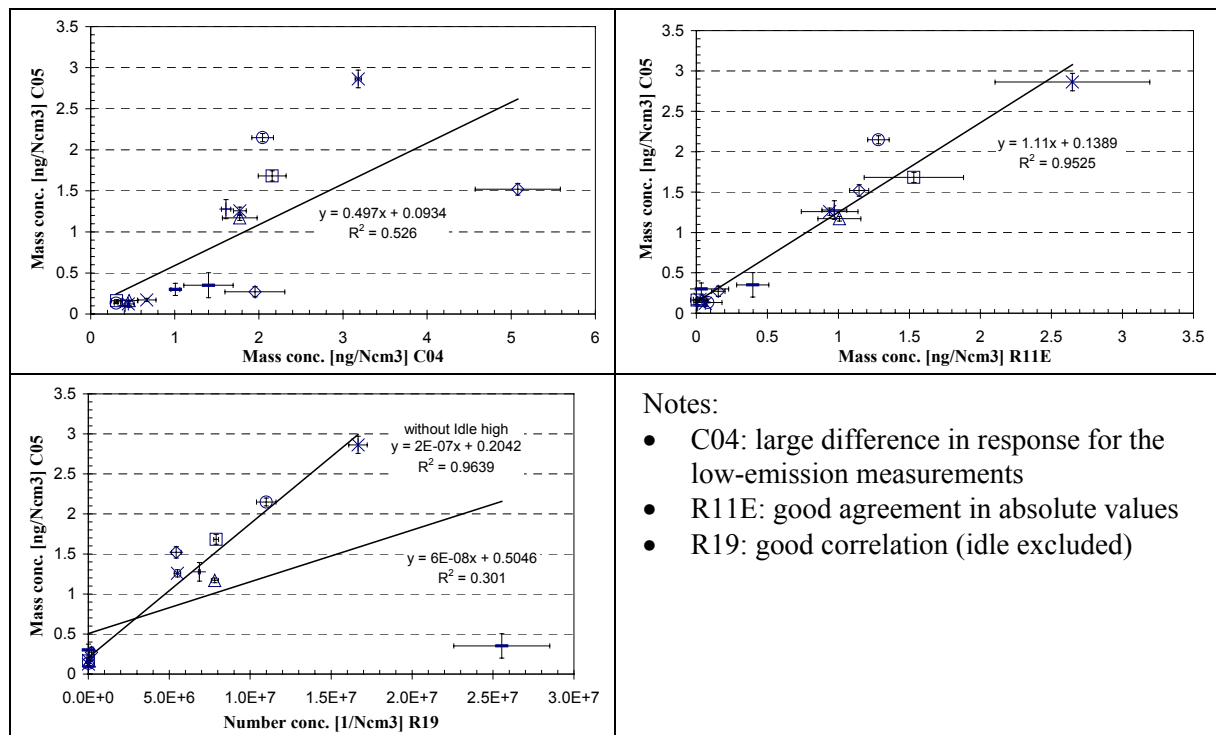 3.5
3
2.5
2
1.5
1
0.5
0
Mass conc. [ng/Ncm3] C05
y = 0.497x + 0.0934
R² = 0.526
0 1 2 3 4 5 6
Mass conc. [ng/Ncm3] C04
3.5
3
2.5
2
1.5
1
0.5
0
Mass conc. [ng/Ncm3] C05
y = 1.11x + 0.1389
R² = 0.9525
0 0.5 1 1.5 2 2.5 3 3.5
Mass conc. [ng/Ncm3] R11E
3.5
3
2.5
2
1.5
1
0.5
0
Mass conc. [ng/Ncm3] C05
without Idle high
y = 2E-07x + 0.2042
R² = 0.9639
y = 6E-08x + 0.5046
R² = 0.301
0.0E+0 5.0E+6 1.0E+7 1.5E+7 2.0E+7 2.5E+7 3.0E+7
Number conc. [1/Ncm3] R19
Notes:
• C04: large difference in response for the
low-emission measurements
• R11E: good agreement in absolute values
• R19: good correlation (idle excluded)